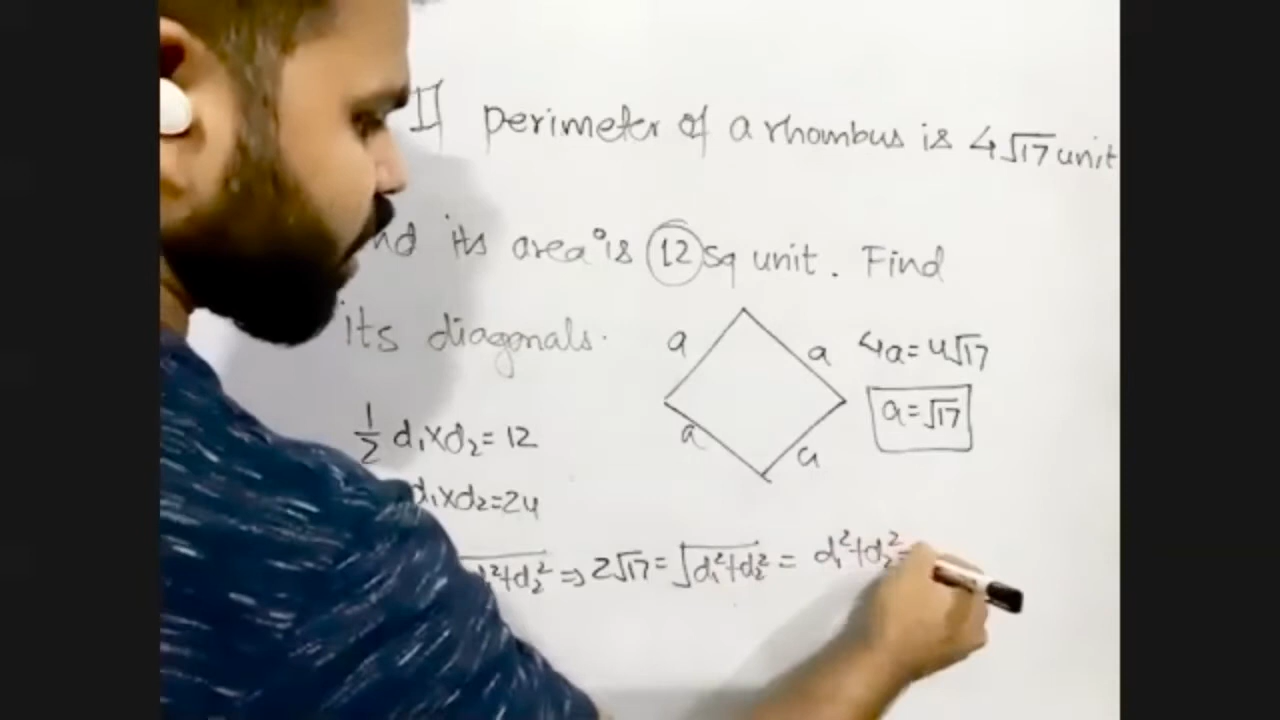 If perimeter of a rhombus is 4√17 unit
its area is 12 sq unit. Find
its diagonals.
a
a
a
a
4a=4√17
a=√17
1/2 d₁×d₂=12
d₁×d₂=24
d₂² ⇒ 2√17=√d₁²+d₂² = d₁²+d₂²=